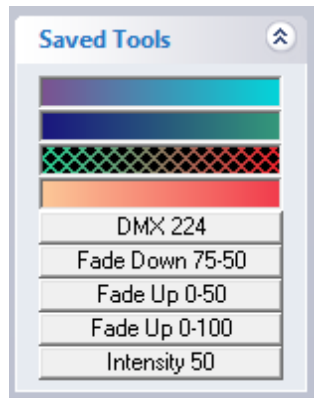 Saved Tools
DMX 224
Fade Down 75-50
Fade Up 0-50
Fade Up 0-100
Intensity 50